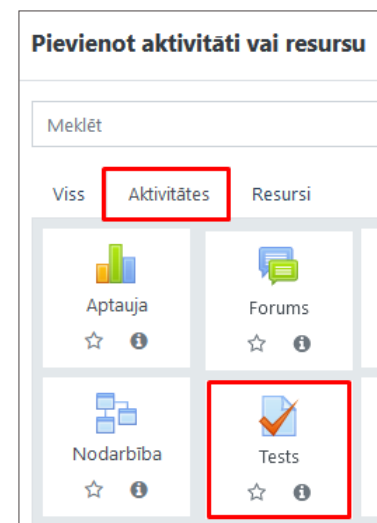 Pievienot aktivitāti vai resursu
Meklēt
Viss Aktivitātes Resursi
Aptauja Forums
Nodarbība Tests